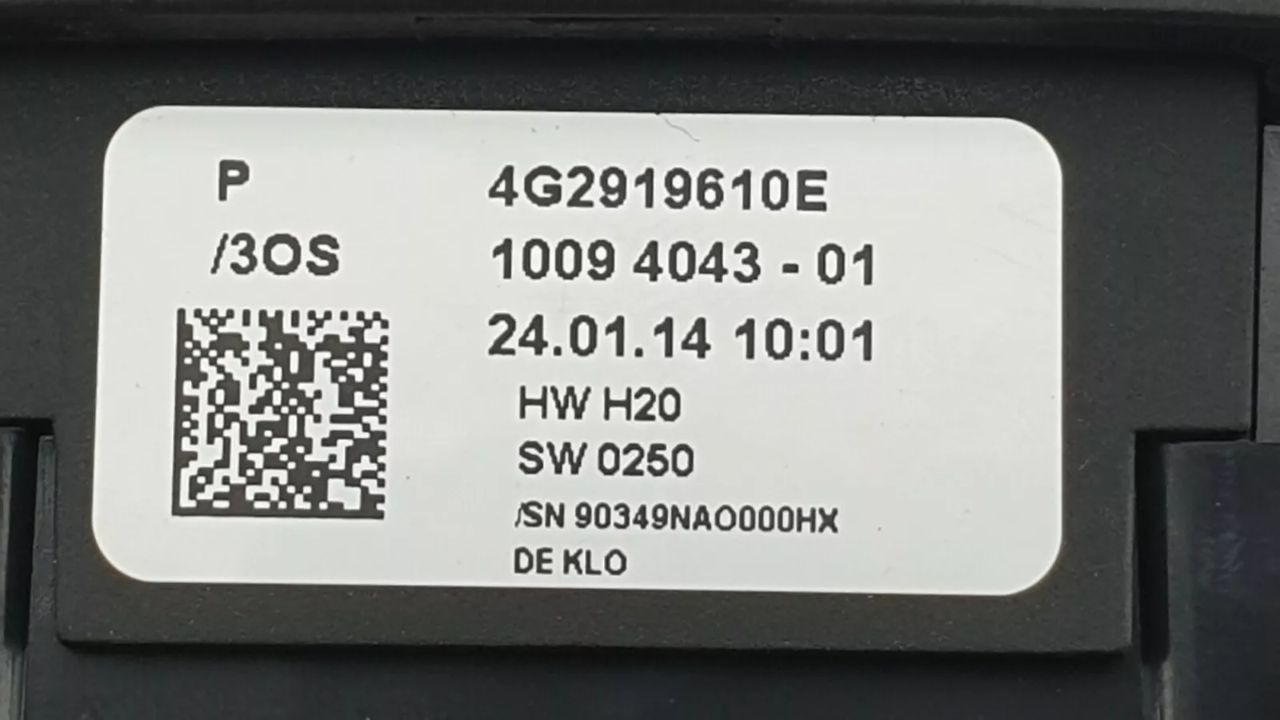 P 4G2919610E
/3OS 1009 4043 - 01
24.01.14 10:01
HW H20
SW 0250
/SN 90349NAO000HX
DE KLO